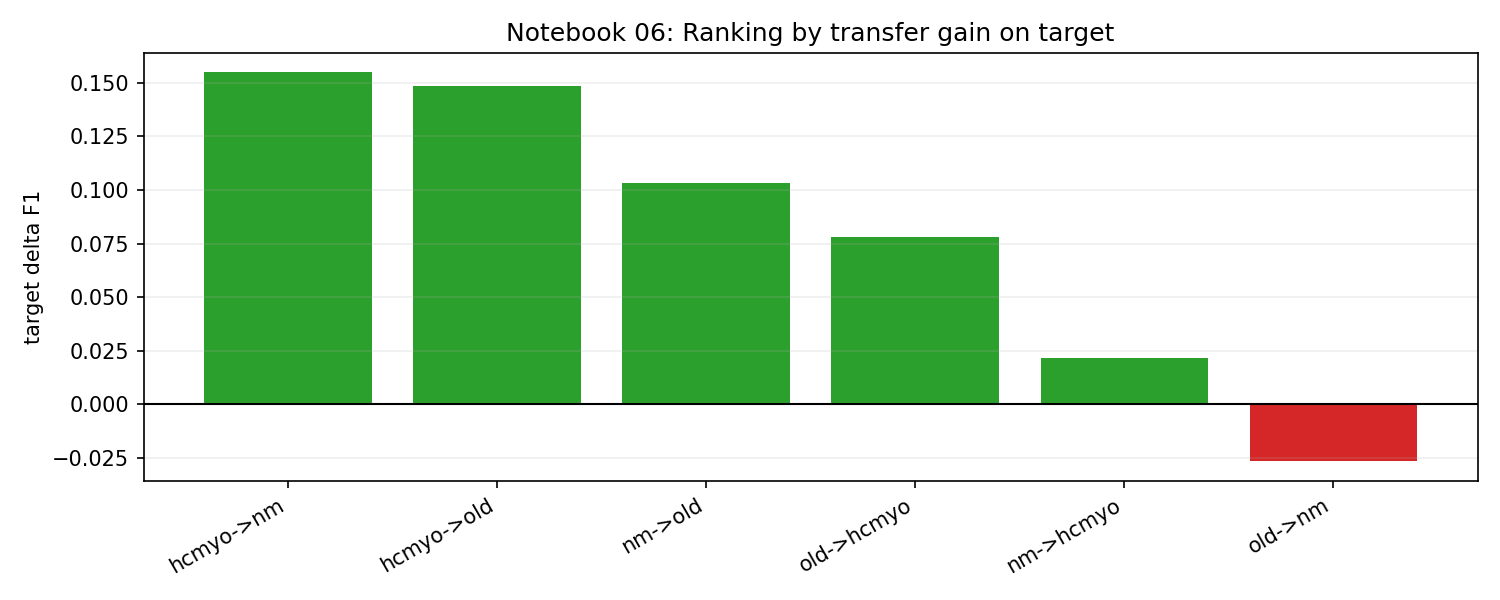 Notebook 06: Ranking by transfer gain on target
target delta F1
0.150
0.125
0.100
0.075
0.050
0.025
0.000
−0.025
hcmyo->nm
hcmyo->old
nm->old
old->hcmyo
nm->hcmyo
old->nm